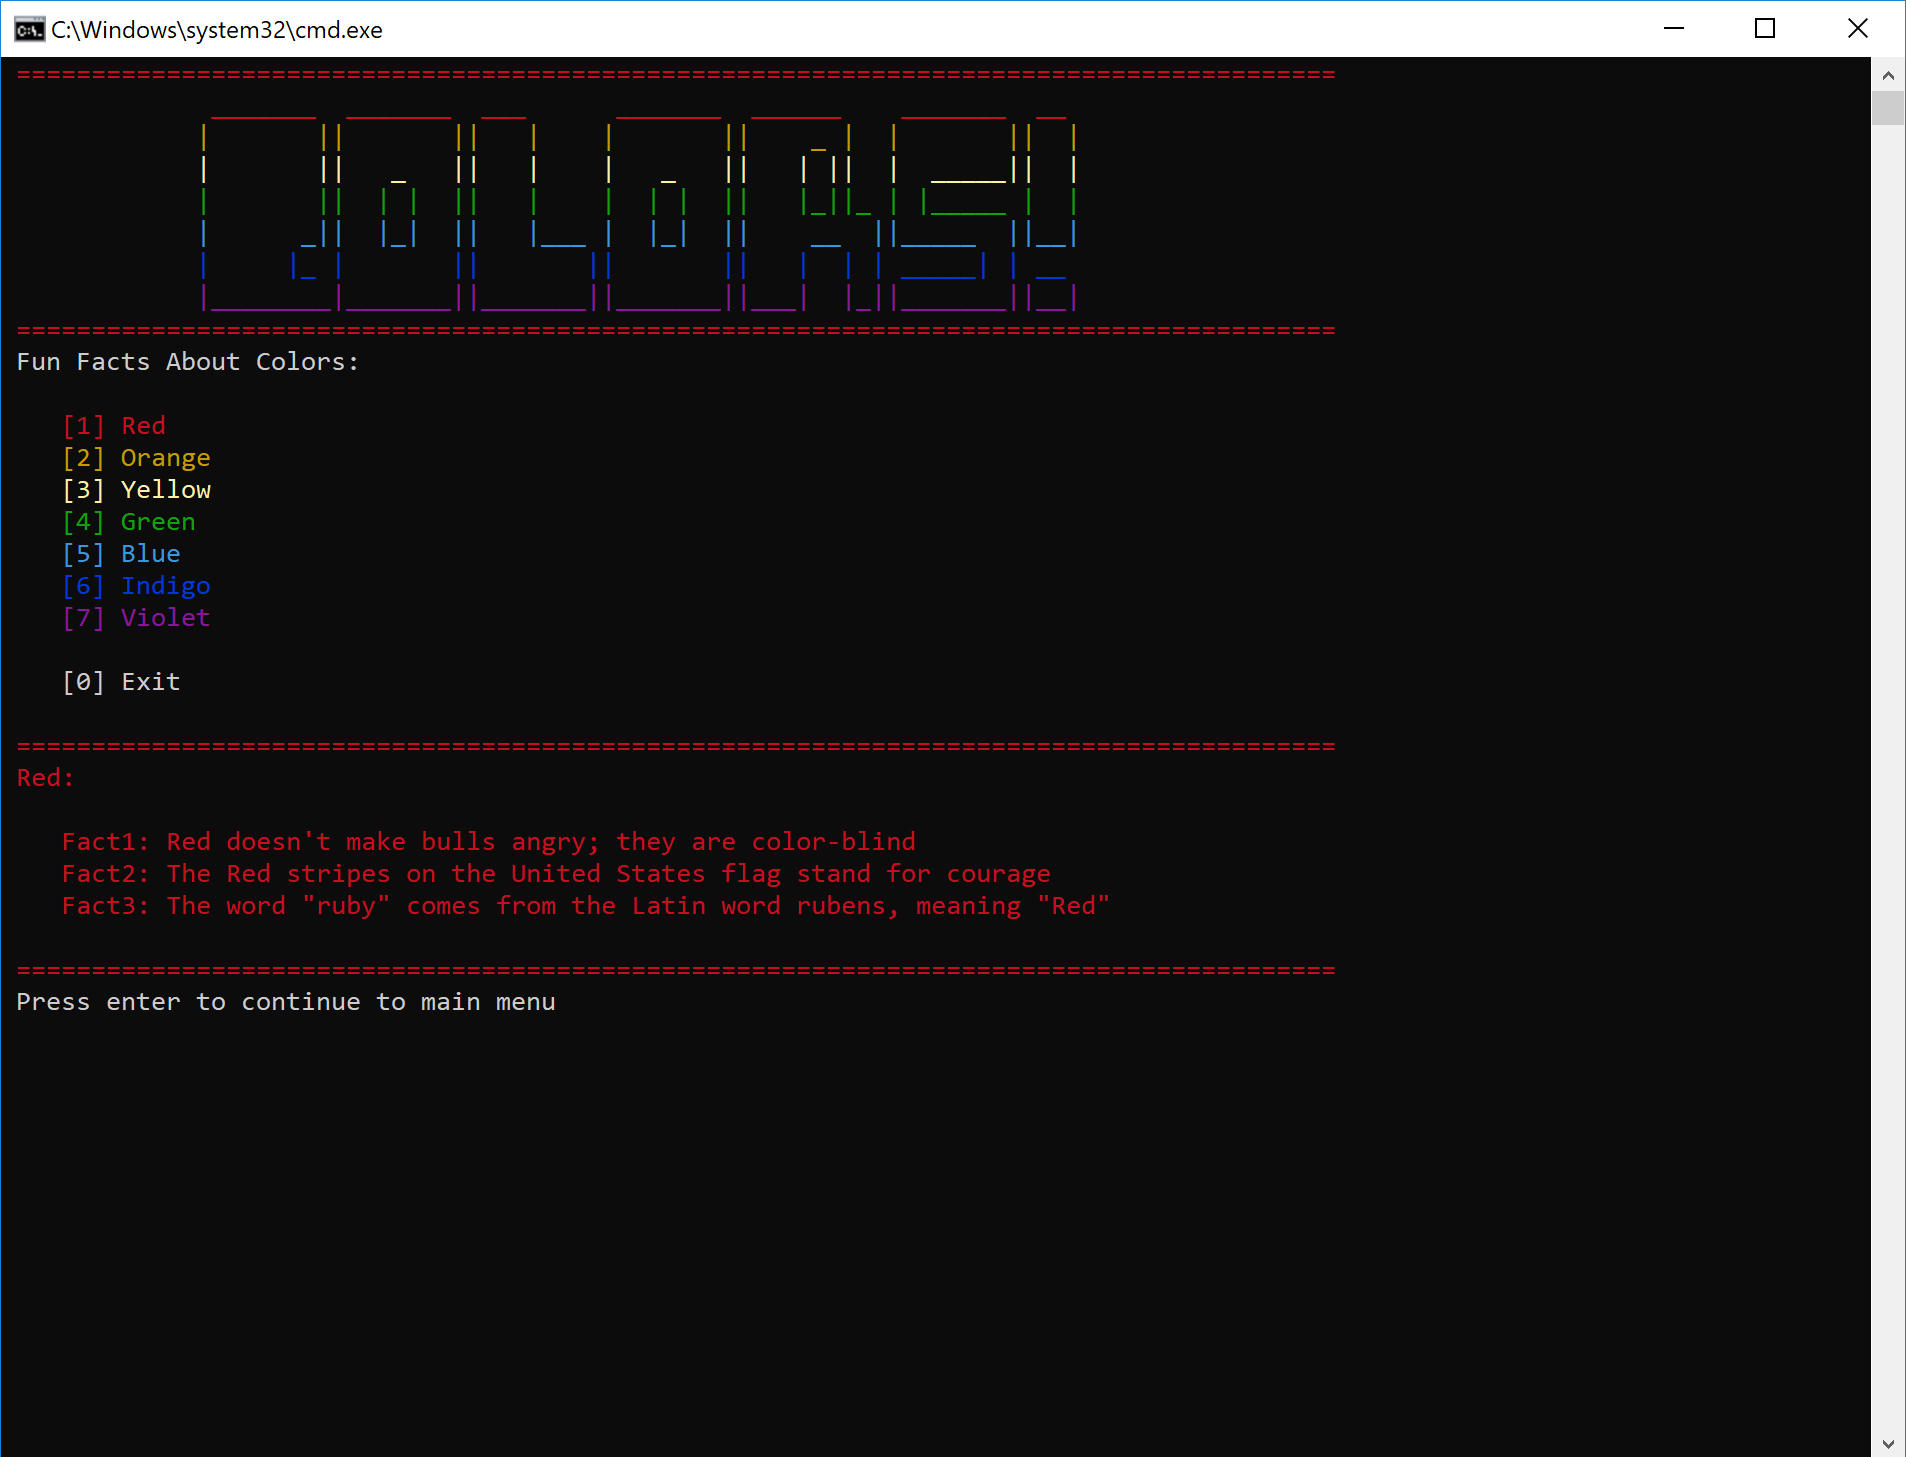 C:\Windows\system32\cmd.exe
========================================================================================
COLORS!
========================================================================================
Fun Facts About Colors:
[1] Red
[2] Orange
[3] Yellow
[4] Green
[5] Blue
[6] Indigo
[7] Violet
[0] Exit
========================================================================================
Red:
Fact1: Red doesn't make bulls angry; they are color-blind
Fact2: The Red stripes on the United States flag stand for courage
Fact3: The word "ruby" comes from the Latin word rubens, meaning "Red"
========================================================================================
Press enter to continue to main menu